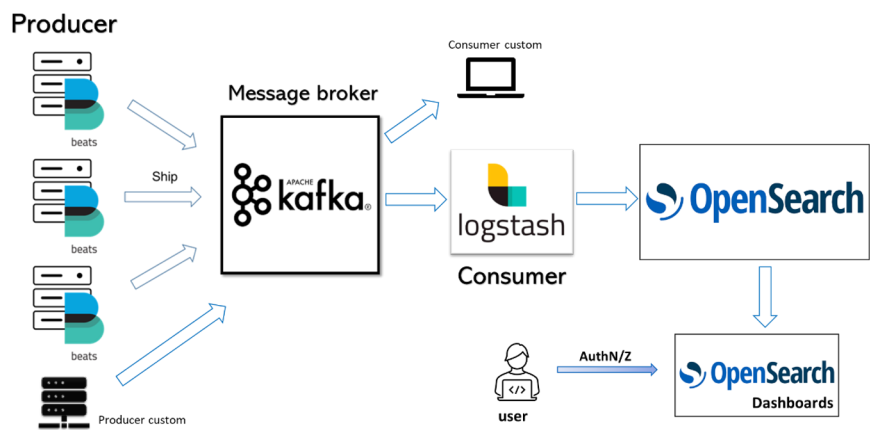 Producer
beats
Ship
beats
beats
Producer custom
Message broker
APACHE
kafka®
Consumer custom
logstash
Consumer
OpenSearch
AuthN/Z
user
OpenSearch
Dashboards